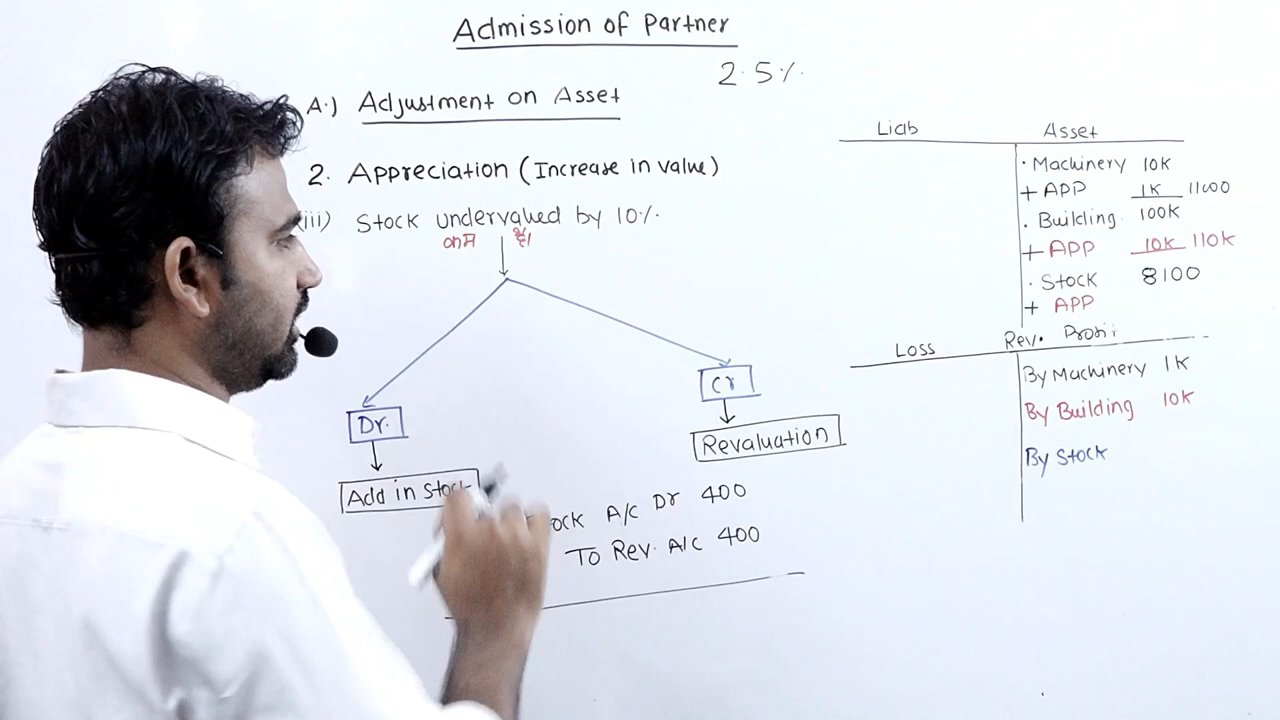 Admission of Partner
2.5%.
A.) Adjustment on Asset
2. Appreciation (Increase in value)
iii) Stock undervalued by 10%.
कम है।
Dr.
Add in Stock
Cr
Revaluation
ock A/c Dr 400
To Rev. A/c 400
Liab Asset
· Machinery 10K
+ APP 1K 11000
· Building. 100K
+ APP 10K 110K
· Stock 8100
+ APP
Loss Rev. Profit
By Machinery 1K
By Building 10K
By Stock